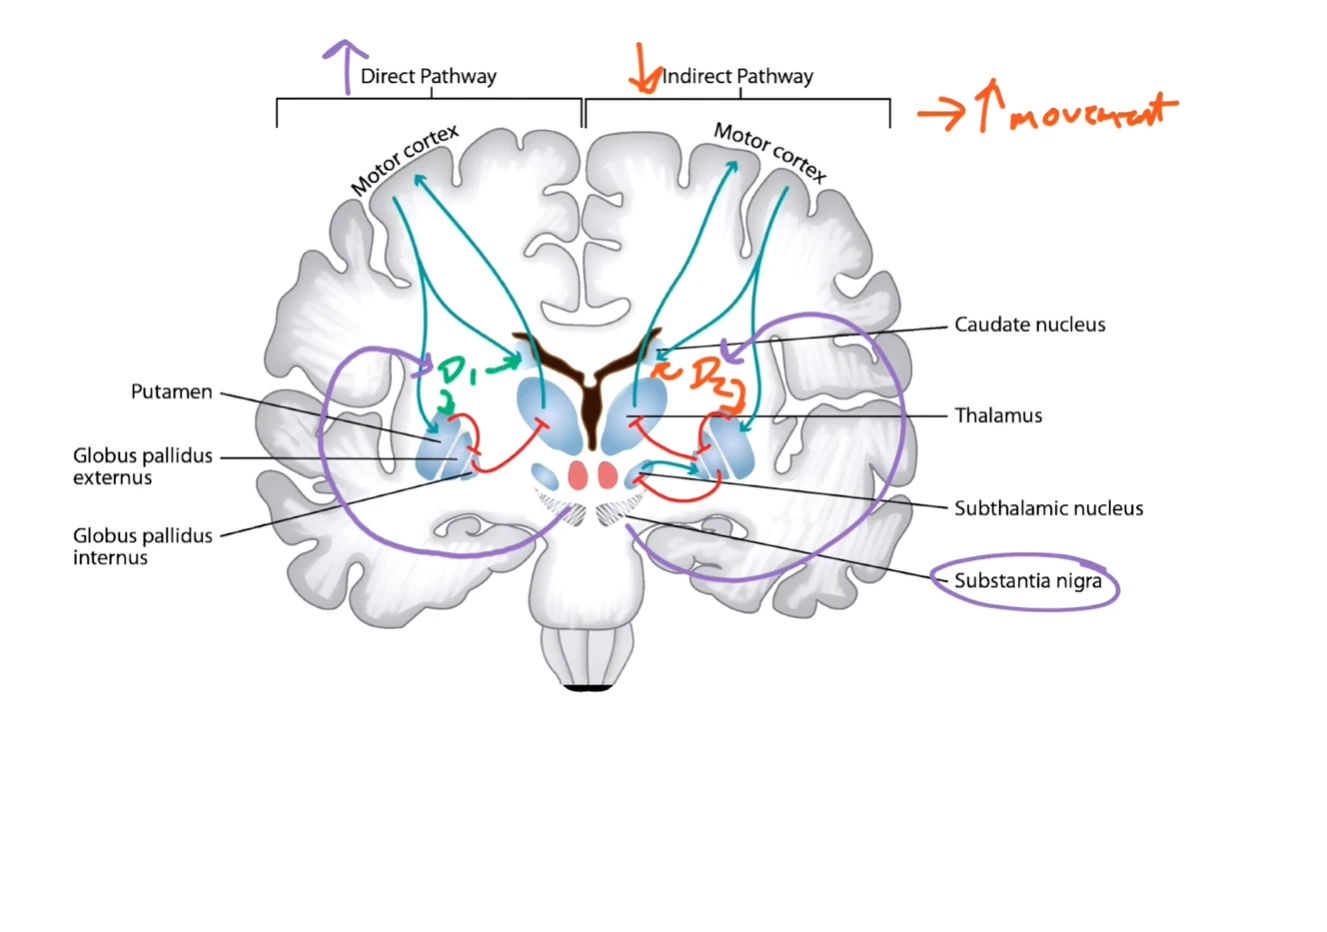 Direct Pathway
Indirect Pathway
→ ↑ movement
Motor cortex
Motor cortex
Caudate nucleus
D1
D2
Putamen
Thalamus
Globus pallidus
externus
Subthalamic nucleus
Globus pallidus
internus
Substantia nigra